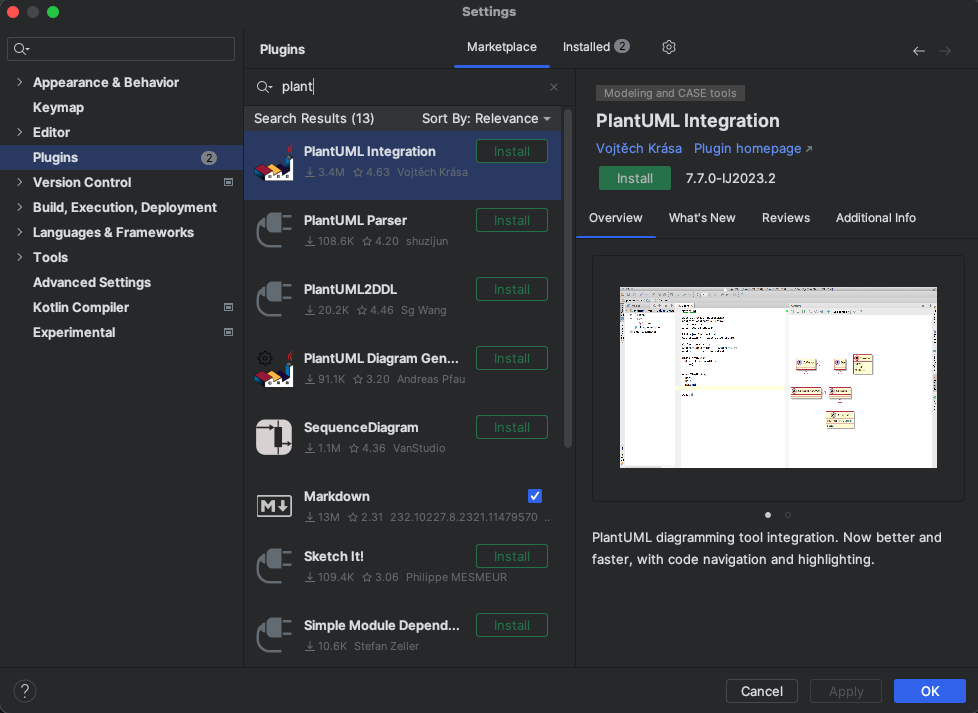 Settings
Plugins
Marketplace
Installed 2
Appearance & Behavior
Keymap
Editor
Plugins 2
Version Control
Build, Execution, Deployment
Languages & Frameworks
Tools
Advanced Settings
Kotlin Compiler
Experimental
plant
Search Results (13) Sort By: Relevance
PlantUML Integration Install
3.4M 4.63 Vojtěch Krása
PlantUML Parser Install
108.6K 4.20 shuzijun
PlantUML2DDL Install
20.2K 4.46 Sg Wang
PlantUML Diagram Gen... Install
91.1K 3.20 Andreas Pfau
SequenceDiagram Install
1.1M 4.36 VanStudio
Markdown
13M 2.31 232.10227.8.2321.11479570 ..
Sketch It! Install
109.4K 3.06 Philippe MESMEUR
Simple Module Depend... Install
10.6K Stefan Zeller
Modeling and CASE tools
PlantUML Integration
Vojtěch Krása Plugin homepage
Install 7.7.0-IJ2023.2
Overview What's New Reviews Additional Info
PlantUML diagramming tool integration. Now better and
faster, with code navigation and highlighting.
? Cancel Apply OK